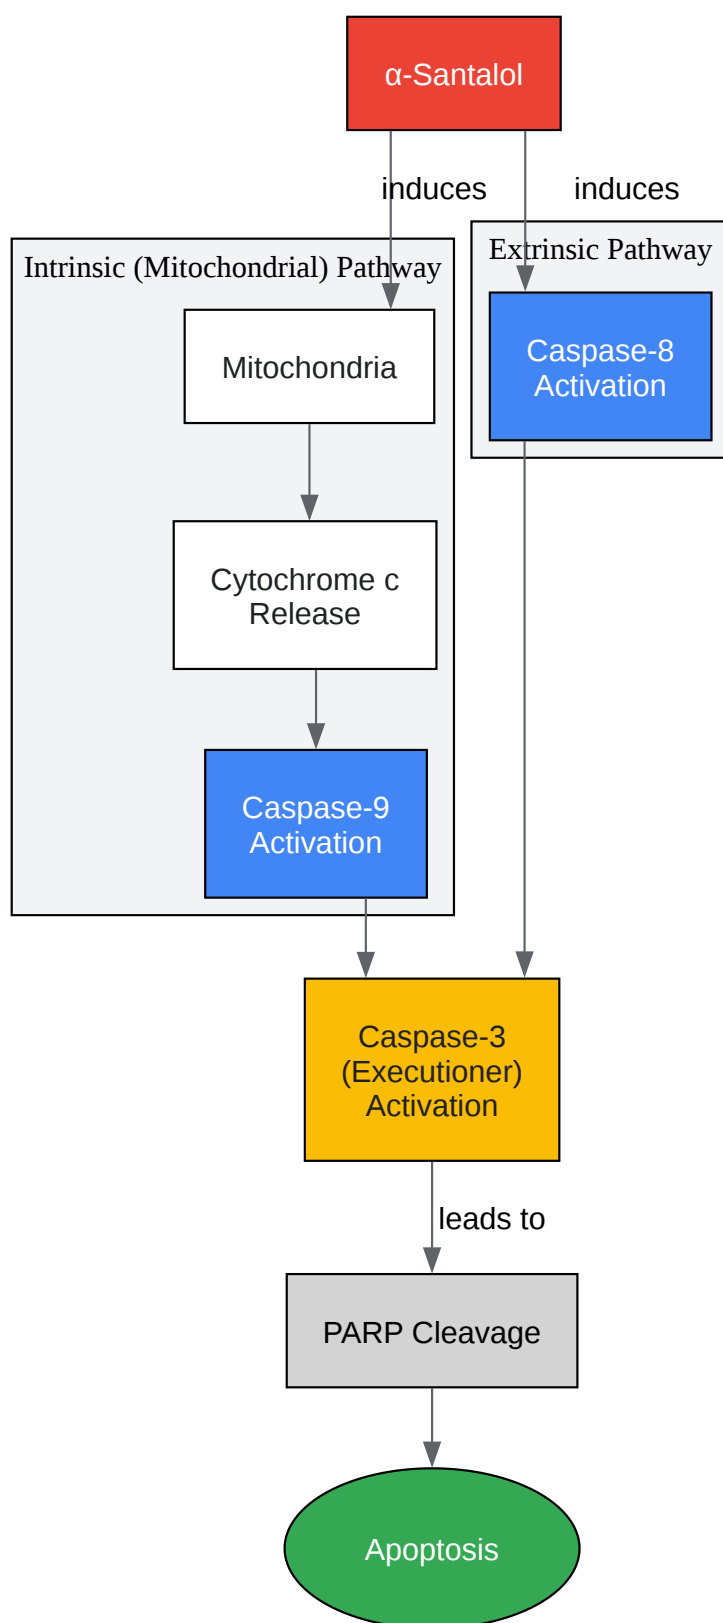 α-Santalol
induces
induces
Intrinsic (Mitochondrial) Pathway
Extrinsic Pathway
Mitochondria
Caspase-8
Activation
Cytochrome c
Release
Caspase-9
Activation
Caspase-3
(Executioner)
Activation
leads to
PARP Cleavage
Apoptosis